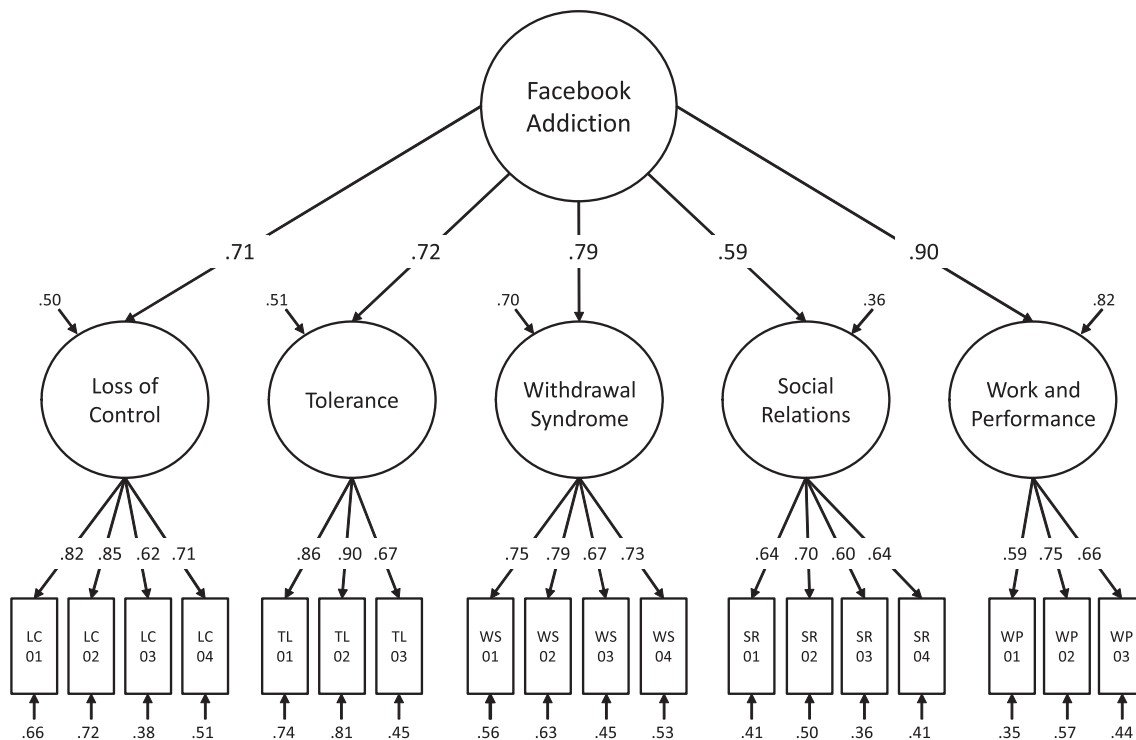 Facebook
Addiction
.71 .72 .79 .59 .90
.50 .51 .70 .36 .82
Loss of
Control
Tolerance
Withdrawal
Syndrome
Social
Relations
Work and
Performance
.82 .85 .62 .71 .86 .90 .67 .75 .79 .67 .73 .64 .70 .60 .64 .59 .75 .66
LC
01
LC
02
LC
03
LC
04
TL
01
TL
02
TL
03
WS
01
WS
02
WS
03
WS
04
SR
01
SR
02
SR
03
SR
04
WP
01
WP
02
WP
03
.66 .72 .38 .51 .74 .81 .45 .56 .63 .45 .53 .41 .50 .36 .41 .35 .57 .44